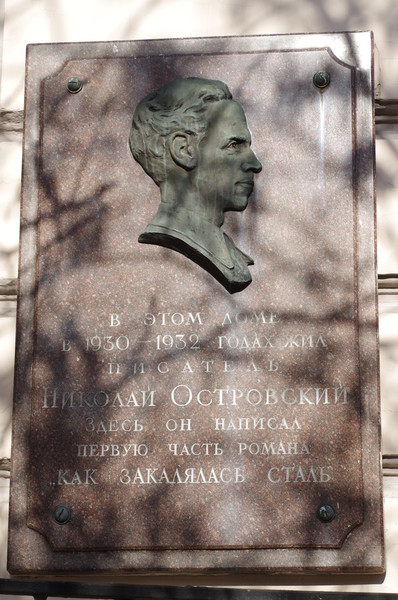 В ЭТОМ ДОМЕ
В 1930-1932 ГОДАХ ЖИЛ
ПИСАТЕЛЬ
НИКОЛАЙ ОСТРОВСКИЙ
ЗДЕСЬ ОН НАПИСАЛ
ПЕРВУЮ ЧАСТЬ РОМАНА
„КАК ЗАКАЛЯЛАСЬ СТАЛЬ"